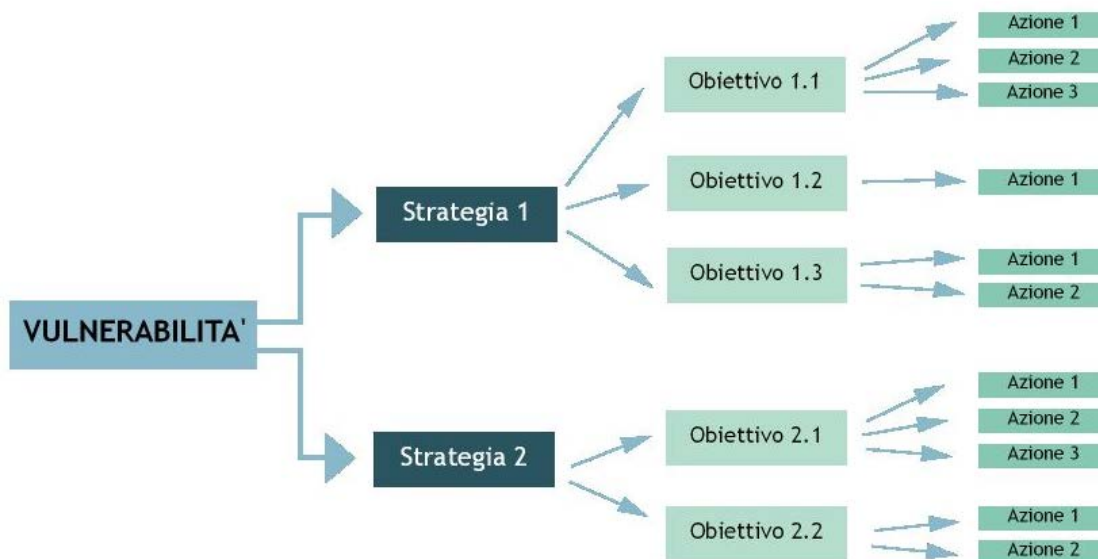 VULNERABILITA'
Strategia 1
Obiettivo 1.1
Azione 1
Azione 2
Azione 3
Obiettivo 1.2
Azione 1
Obiettivo 1.3
Azione 1
Azione 2
Strategia 2
Obiettivo 2.1
Azione 1
Azione 2
Azione 3
Obiettivo 2.2
Azione 1
Azione 2